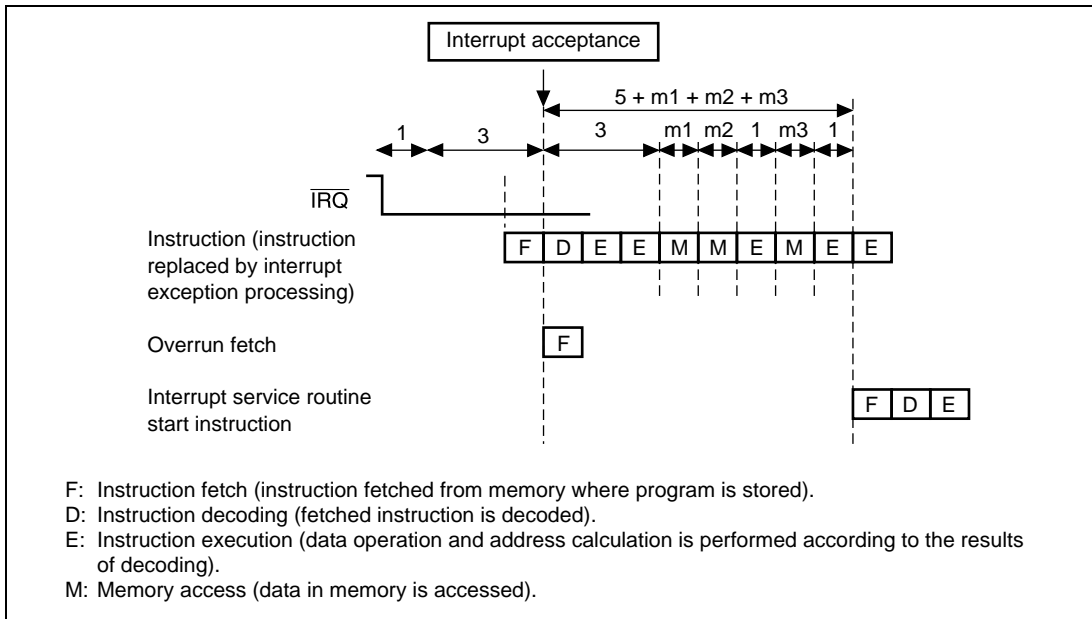 Interrupt acceptance
5 + m1 + m2 + m3
1 3 3 m1 m2 1 m3 1
IRQ
Instruction (instruction
replaced by interrupt
exception processing)
F D E E M M E M E E
Overrun fetch
F
Interrupt service routine
start instruction
F D E
F: Instruction fetch (instruction fetched from memory where program is stored).
D: Instruction decoding (fetched instruction is decoded).
E: Instruction execution (data operation and address calculation is performed according to the results
of decoding).
M: Memory access (data in memory is accessed).